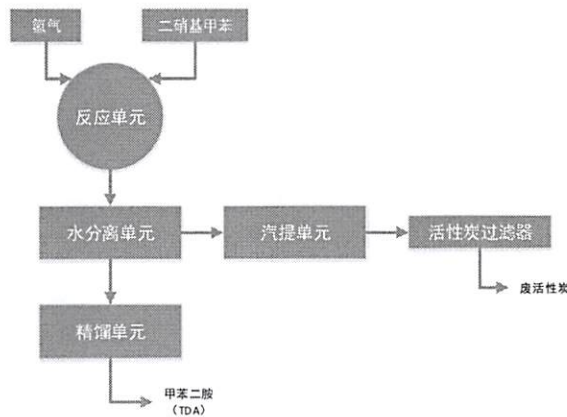 氢气
二硝基甲苯
反应单元
水分离单元
汽提单元
活性炭过滤器
废活性炭
精馏单元
甲苯二胺
（TDA）